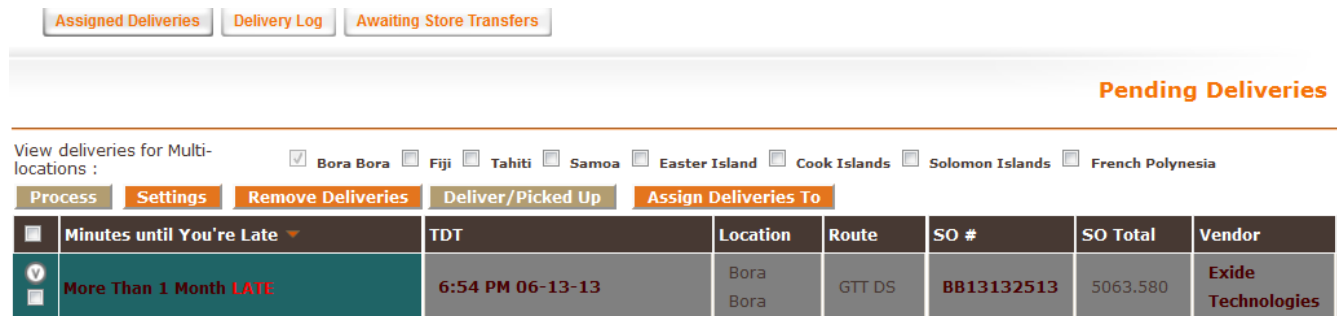 Assigned Deliveries Delivery Log Awaiting Store Transfers
Pending Deliveries
View deliveries for Multi-
locations : Bora Bora Fiji Tahiti Samoa Easter Island Cook Islands Solomon Islands French Polynesia
Process Settings Remove Deliveries Deliver/Picked Up Assign Deliveries To
Minutes until You're Late TDT Location Route SO # SO Total Vendor
V More Than 1 Month LATE 6:54 PM 06-13-13 Bora GTT DS BB13132513 5063.580 Exide
Bora Technologies